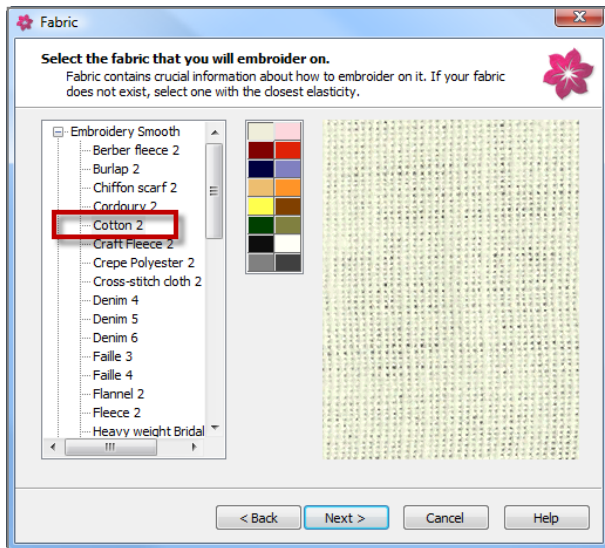 Fabric
Select the fabric that you will embroider on.
Fabric contains crucial information about how to embroider on it. If your fabric
does not exist, select one with the closest elasticity.
Embroidery Smooth
Berber fleece 2
Burlap 2
Chiffon scarf 2
Cordoury 2
Cotton 2
Craft Fleece 2
Crepe Polyester 2
Cross-stitch cloth 2
Denim 4
Denim 5
Denim 6
Faille 3
Faille 4
Flannel 2
Fleece 2
Heavy weight Bridal
< Back
Next >
Cancel
Help